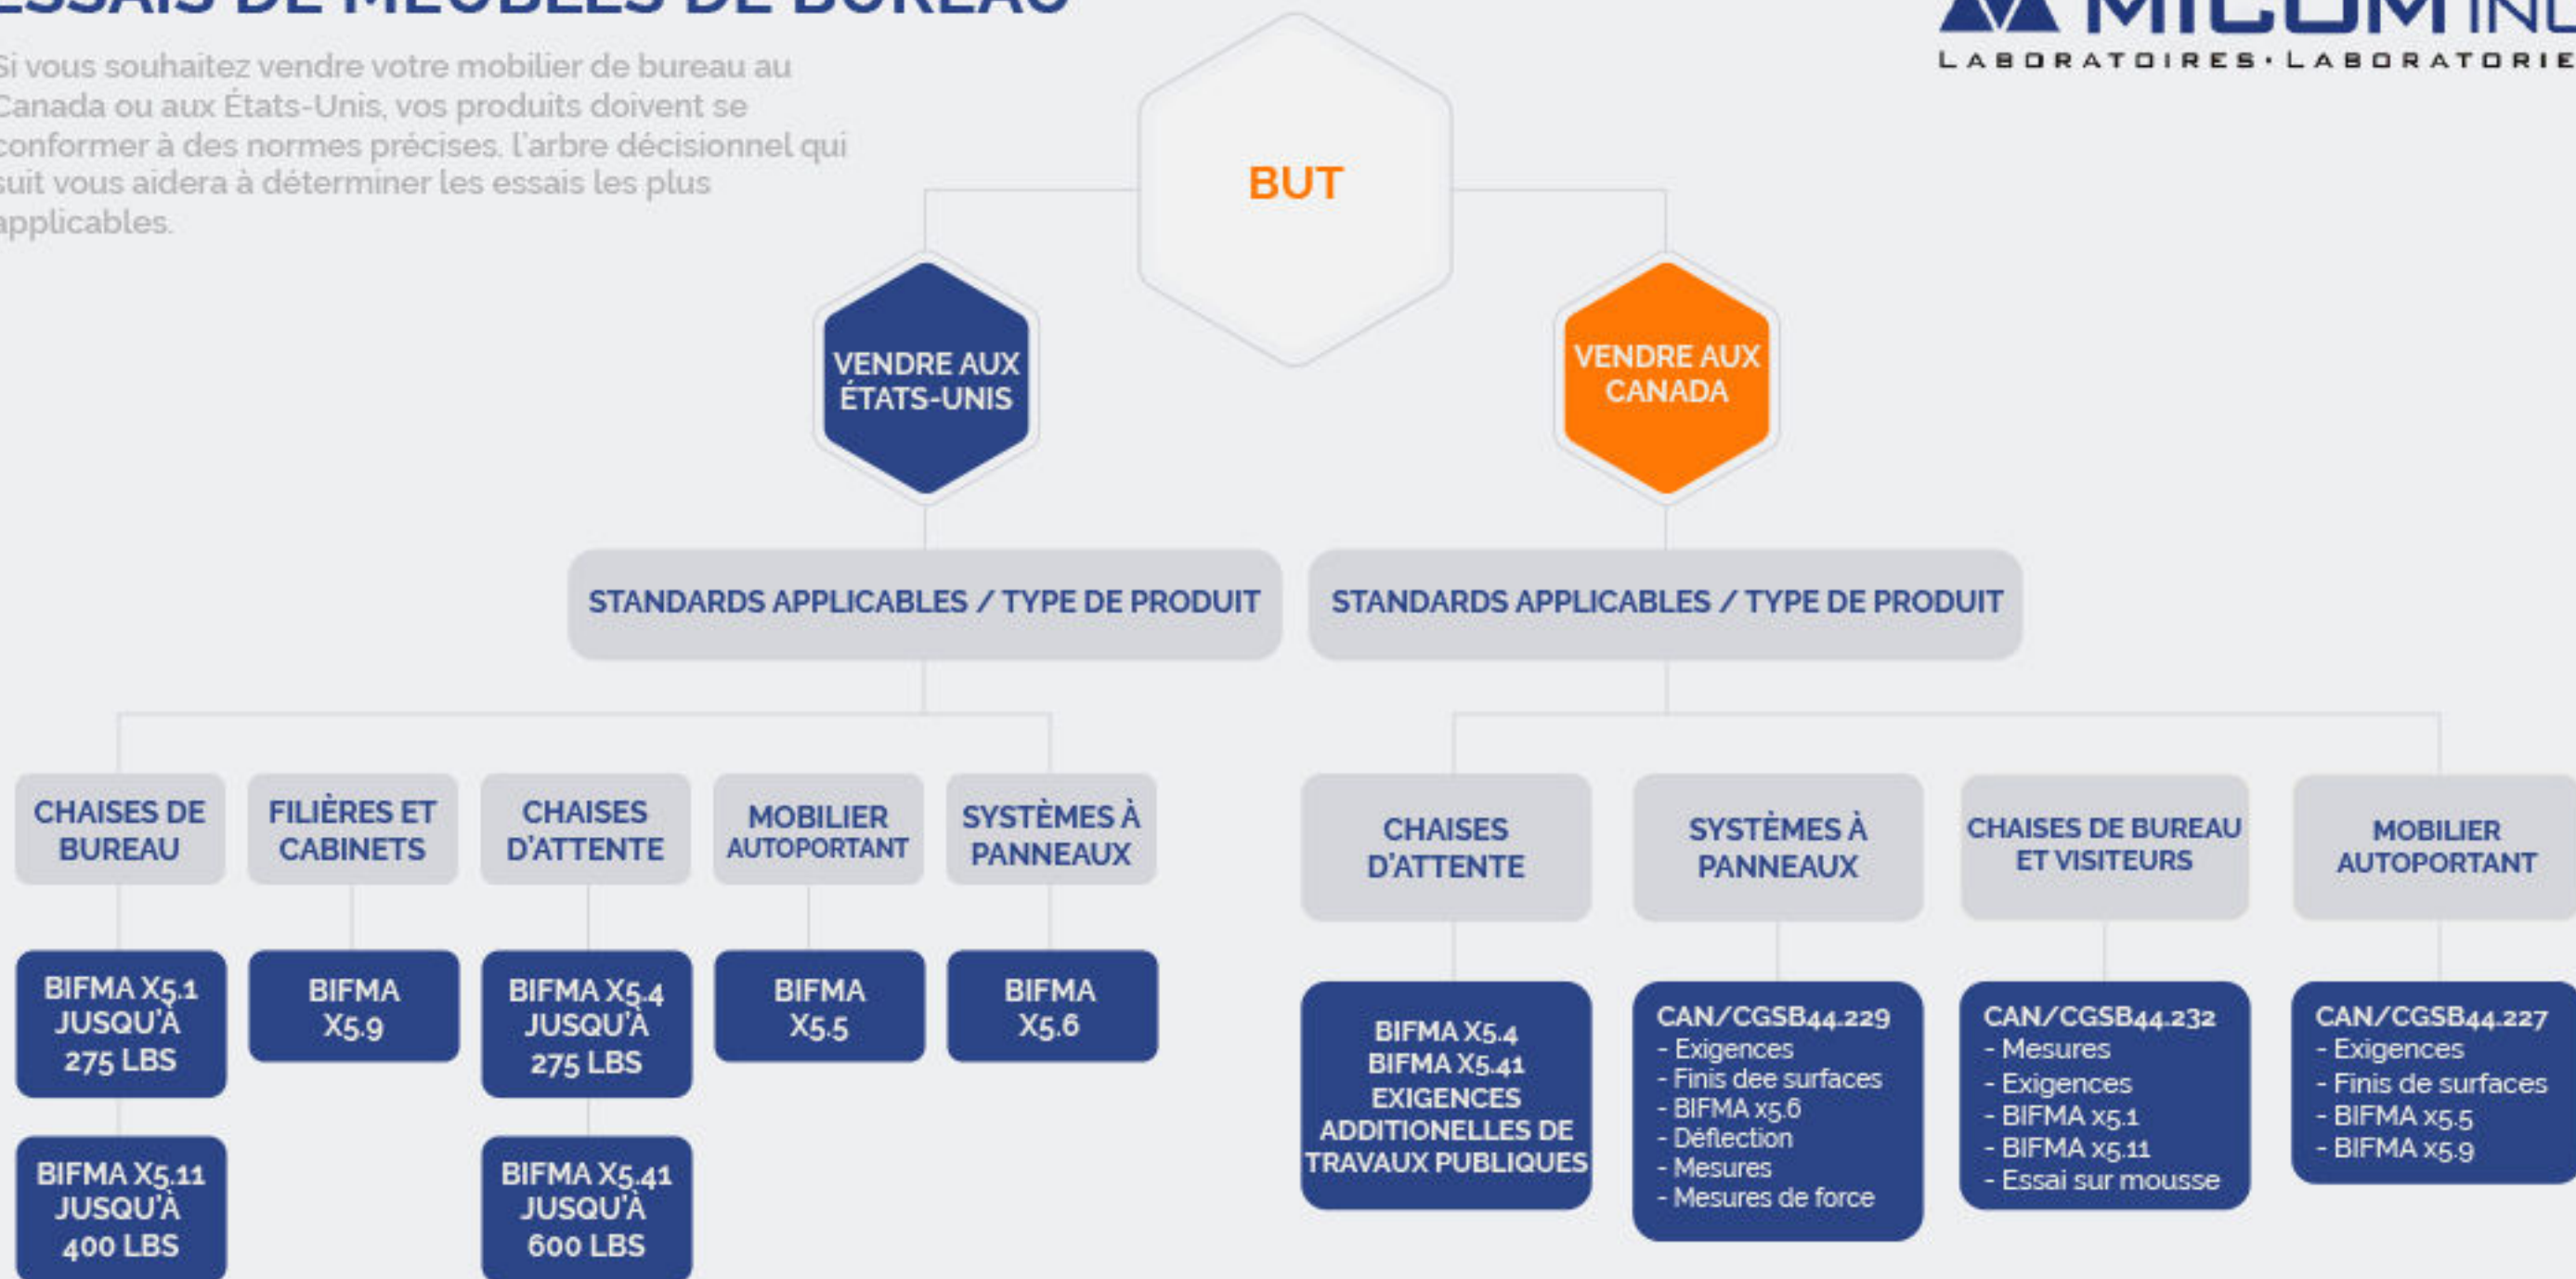 ESSAIS DE MEUBLES DE BUREAU
MICOM INC
LABORATOIRES · LABORATORIE
Si vous souhaitez vendre votre mobilier de bureau au
Canada ou aux États-Unis, vos produits doivent se
conformer à des normes précises. l'arbre décisionnel qui
suit vous aidera à déterminer les essais les plus
applicables.
BUT
VENDRE AUX
ÉTATS-UNIS
VENDRE AUX
CANADA
STANDARDS APPLICABLES / TYPE DE PRODUIT
STANDARDS APPLICABLES / TYPE DE PRODUIT
CHAISES DE
BUREAU
FILIÈRES ET
CABINETS
CHAISES
D'ATTENTE
MOBILIER
AUTOPORTANT
SYSTÈMES À
PANNEAUX
CHAISES
D'ATTENTE
SYSTÈMES À
PANNEAUX
CHAISES DE BUREAU
ET VISITEURS
MOBILIER
AUTOPORTANT
BIFMA X5.1
JUSQU'À
275 LBS
BIFMA
X5.9
BIFMA X5.4
JUSQU'À
275 LBS
BIFMA
X5.5
BIFMA
X5.6
BIFMA X5.11
JUSQU'À
400 LBS
BIFMA X5.41
JUSQU'À
600 LBS
BIFMA X5.4
BIFMA X5.41
EXIGENCES
ADDITIONELLES DE
TRAVAUX PUBLIQUES
CAN/CGSB44.229
- Exigences
- Finis dee surfaces
- BIFMA x5.6
- Déflection
- Mesures
- Mesures de force
CAN/CGSB44.232
- Mesures
- Exigences
- BIFMA x5.1
- BIFMA x5.11
- Essai sur mousse
CAN/CGSB44.227
- Exigences
- Finis de surfaces
- BIFMA x5.5
- BIFMA x5.9